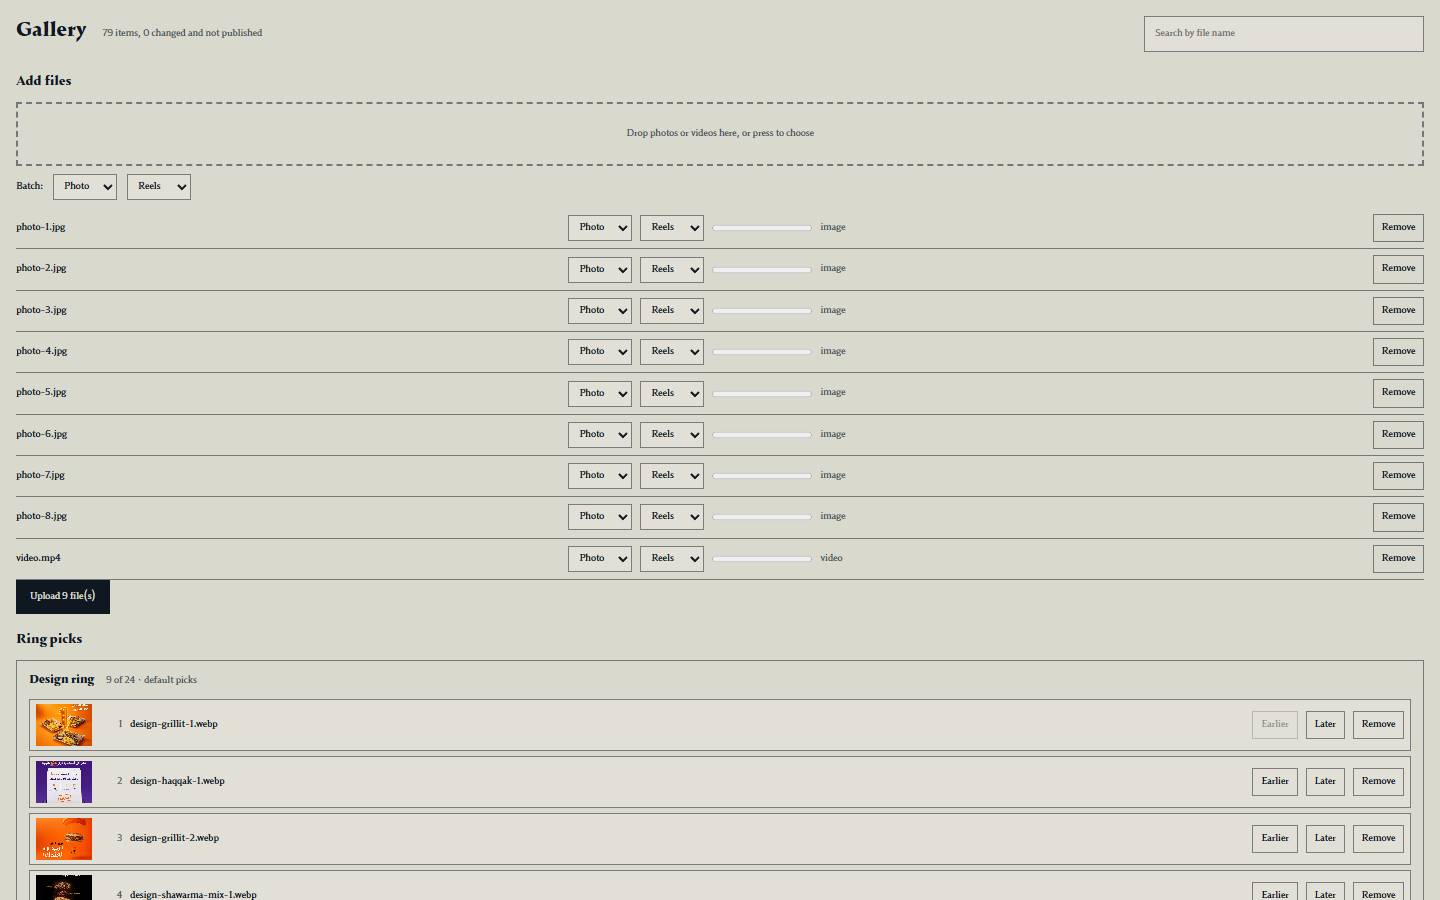 Gallery 79 items, 0 changed and not published Search by file name
Add files
Drop photos or videos here, or press to choose
Batch: Photo Reels
photo-1.jpg Photo Reels image Remove
photo-2.jpg Photo Reels image Remove
photo-3.jpg Photo Reels image Remove
photo-4.jpg Photo Reels image Remove
photo-5.jpg Photo Reels image Remove
photo-6.jpg Photo Reels image Remove
photo-7.jpg Photo Reels image Remove
photo-8.jpg Photo Reels image Remove
video.mp4 Photo Reels video Remove
Upload 9 file(s)
Ring picks
Design ring 9 of 24 · default picks
1 design-grillit-1.webp Earlier Later Remove
2 design-haqqak-1.webp Earlier Later Remove
3 design-grillit-2.webp Earlier Later Remove
4 design-shawarma-mix-1.webp Earlier Later Remove